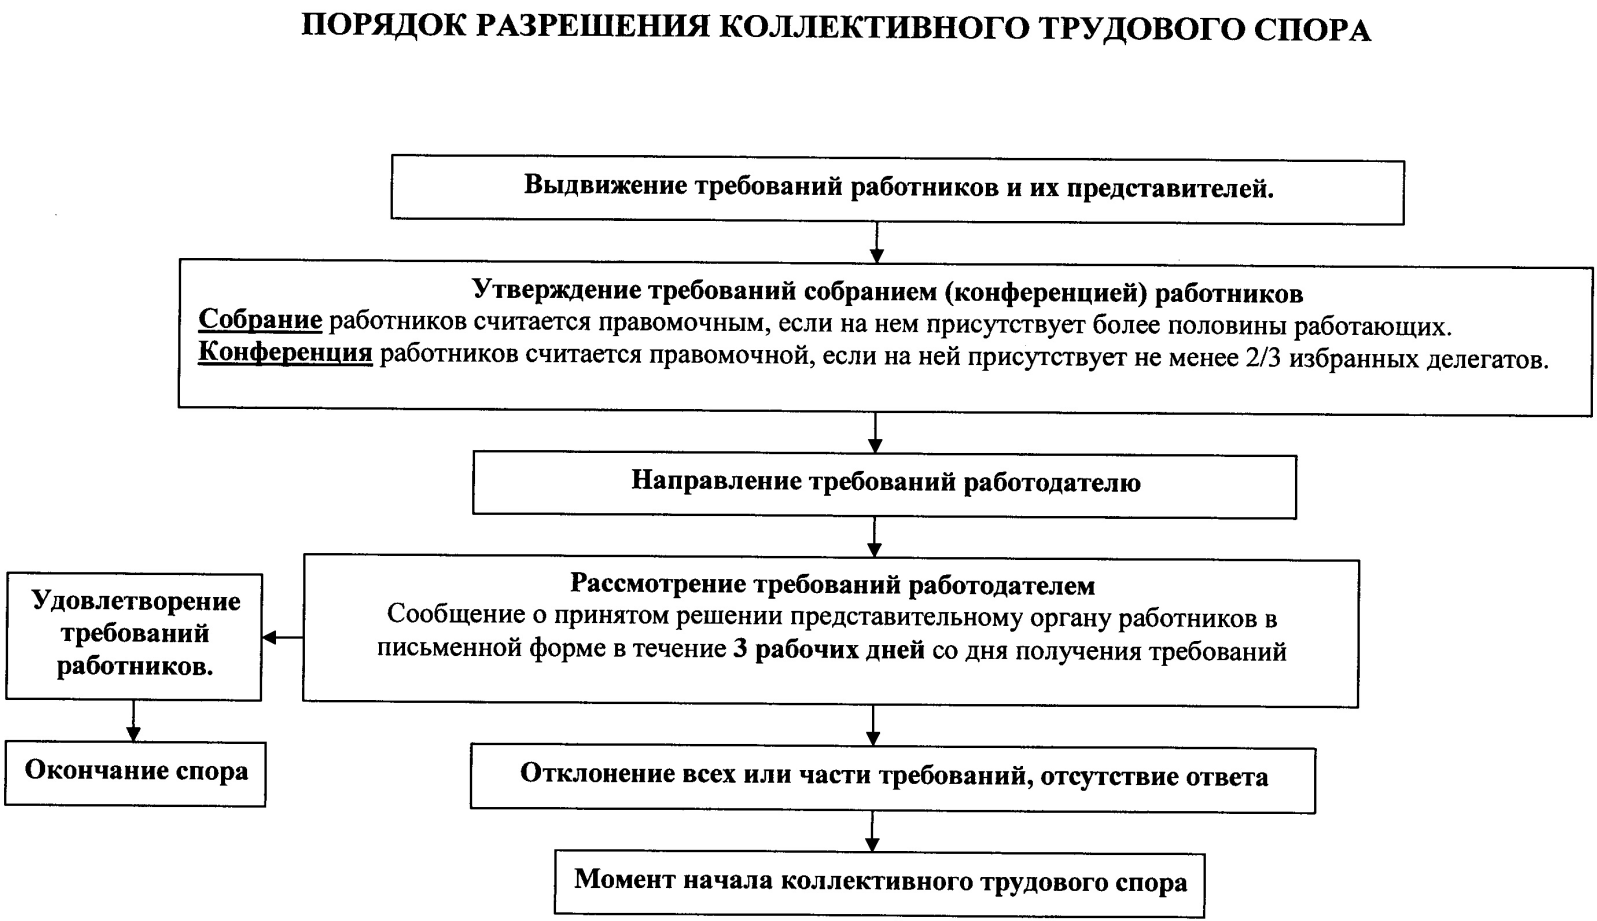 ПОРЯДОК РАЗРЕШЕНИЯ КОЛЛЕКТИВНОГО ТРУДОВОГО СПОРА
Выдвижение требований работников и их представителей.
Утверждение требований собранием (конференцией) работников
Собрание работников считается правомочным, если на нем присутствует более половины работающих.
Конференция работников считается правомочной, если на ней присутствует не менее 2/3 избранных делегатов.
Направление требований работодателю
Рассмотрение требований работодателем
Сообщение о принятом решении представительному органу работников в
письменной форме в течение 3 рабочих дней со дня получения требований
Удовлетворение
требований
работников.
Окончание спора
Отклонение всех или части требований, отсутствие ответа
Момент начала коллективного трудового спора